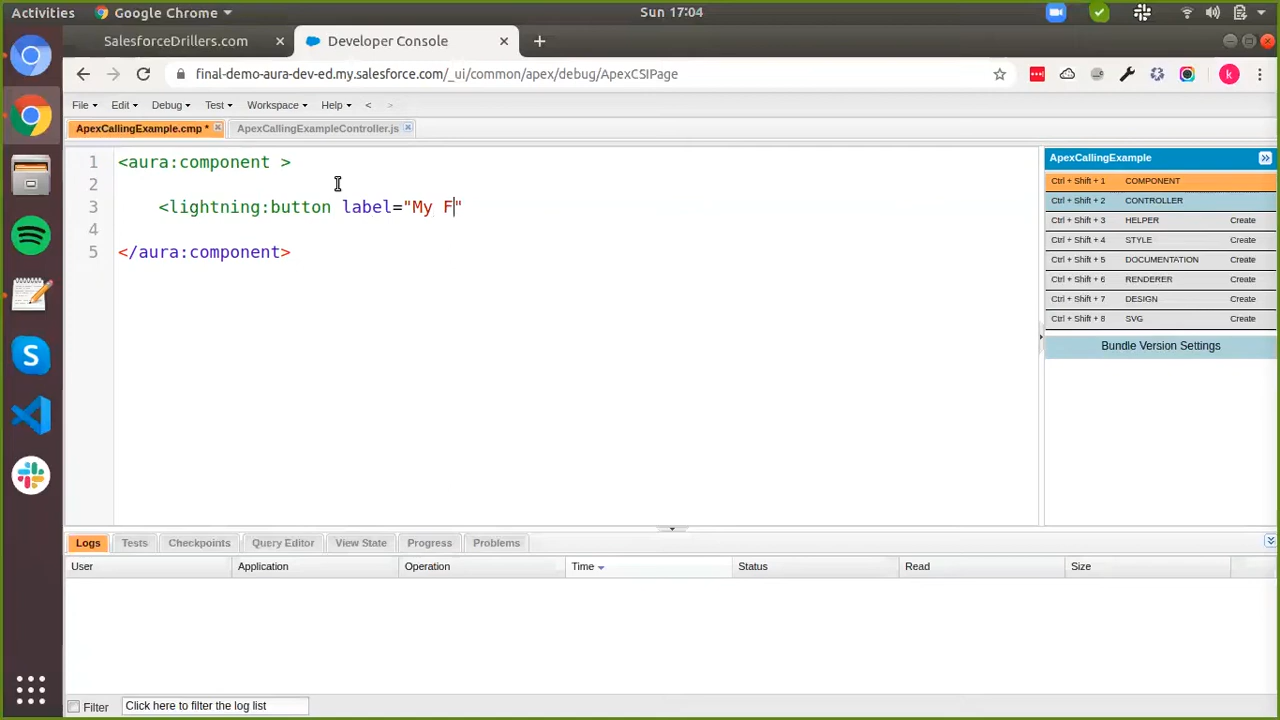 Activities
Google Chrome
Sun 17:04
SalesforceDrillers.com
Developer Console
final-demo-aura-dev-ed.my.salesforce.com/_ui/common/apex/debug/ApexCSIPage
k
File
Edit
Debug
Test
Workspace
Help
<
>
ApexCallingExample.cmp *
ApexCallingExampleController.js
1 <aura:component >
2
3 <lightning:button label="My F"
4
5 </aura:component>
ApexCallingExample
Ctrl + Shift + 1 COMPONENT
Ctrl + Shift + 2 CONTROLLER
Ctrl + Shift + 3 HELPER Create
Ctrl + Shift + 4 STYLE Create
Ctrl + Shift + 5 DOCUMENTATION Create
Ctrl + Shift + 6 RENDERER Create
Ctrl + Shift + 7 DESIGN Create
Ctrl + Shift + 8 SVG Create
Bundle Version Settings
Logs Tests Checkpoints Query Editor View State Progress Problems
User Application Operation Time Status Read Size
Filter Click here to filter the log list